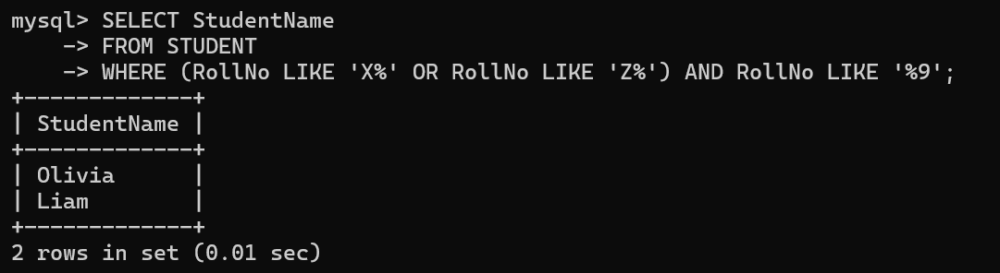 mysql> SELECT StudentName
    -> FROM STUDENT
    -> WHERE (RollNo LIKE 'X%' OR RollNo LIKE 'Z%') AND RollNo LIKE '%9';
+-------------+
| StudentName |
+-------------+
| Olivia      |
| Liam        |
+-------------+
2 rows in set (0.01 sec)